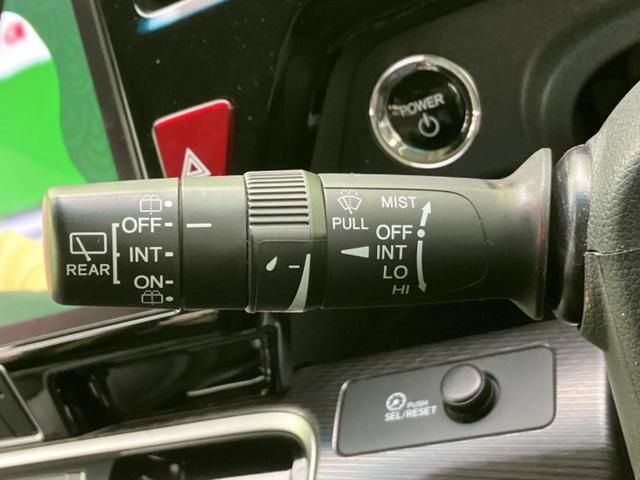 POWER
OFF
INT
ON
REAR
PULL
MIST
OFF
INT
LO
HI
PUSH
SEL/RESET